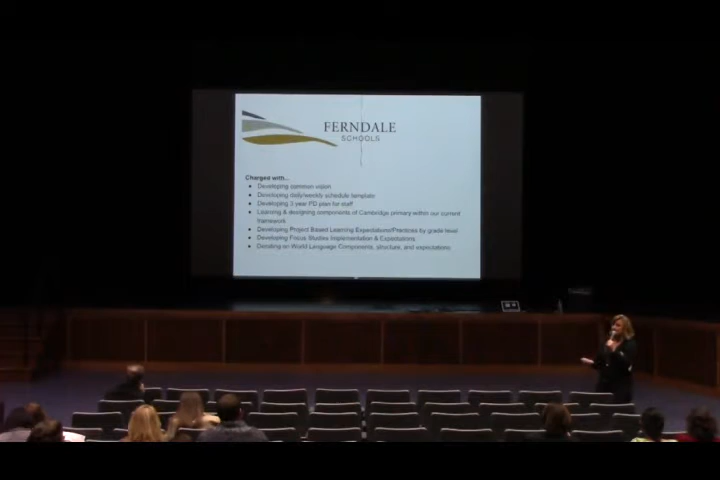 FERNDALE
SCHOOLS
Charged with...
Developing common vision
Developing daily/weekly schedule template
Developing 3 year PD plan for staff
Learning & designing components of Cambridge primary within our current
framework
Developing Project Based Learning Expectations/Practices by grade level
Developing Focus Studies Implementation & Expectations
Deciding on World Language Components, structure, and expectations